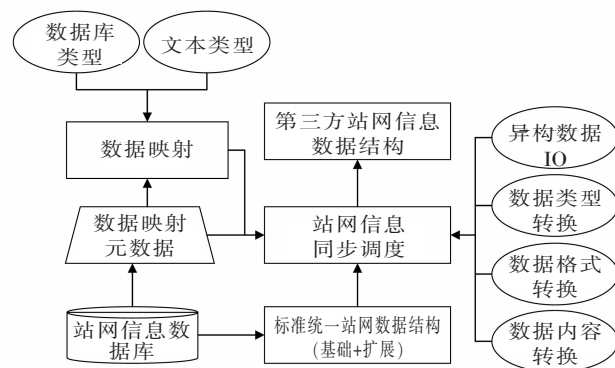 数据库
类型
文本类型
数据映射
数据映射
元数据
站网信息数
据库
第三方站网信息
数据结构
站网信息
同步调度
标准统一站网数据结构
(基础+扩展)
异构数据
IO
数据类型
转换
数据格式
转换
数据内容
转换